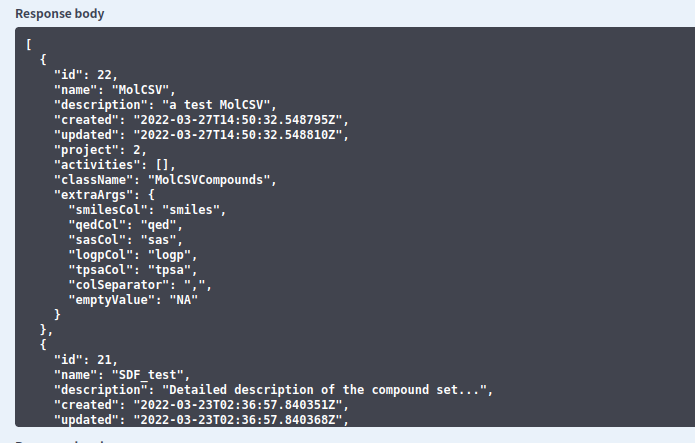 Response body
[
  {
    "id": 22,
    "name": "MolCSV",
    "description": "a test MolCSV",
    "created": "2022-03-27T14:50:32.548795Z",
    "updated": "2022-03-27T14:50:32.548810Z",
    "project": 2,
    "activities": [],
    "className": "MolCSVCompounds",
    "extraArgs": {
      "smilesCol": "smiles",
      "qedCol": "qed",
      "sasCol": "sas",
      "logpCol": "logp",
      "tpsaCol": "tpsa",
      "colSeparator": ",",
      "emptyValue": "NA"
    }
  },
  {
    "id": 21,
    "name": "SDF_test",
    "description": "Detailed description of the compound set...",
    "created": "2022-03-23T02:36:57.840351Z",
    "updated": "2022-03-23T02:36:57.840368Z",